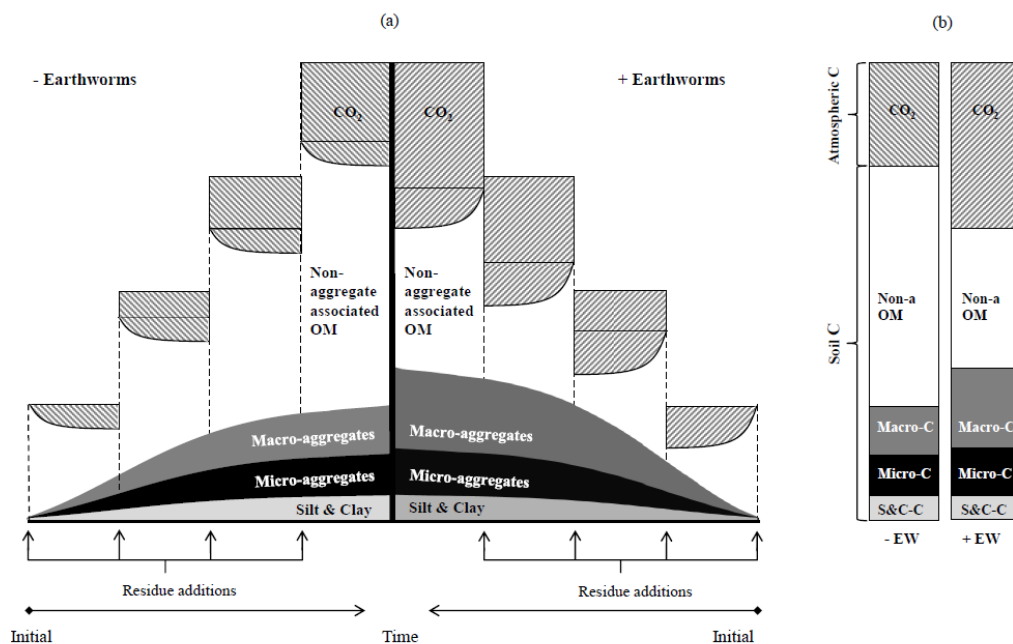 (a)
(b)
- Earthworms
+ Earthworms
CO2
CO2
Non-
aggregate
associated
OM
Non-
aggregate
associated
OM
Macro-aggregates
Macro-aggregates
Micro-aggregates
Micro-aggregates
Silt & Clay
Silt & Clay
Residue additions
Residue additions
Initial
Time
Initial
Atmospheric C
Soil C
CO2
CO2
Non-a
OM
Non-a
OM
Macro-C
Macro-C
Micro-C
Micro-C
S&C-C
S&C-C
- EW
+ EW